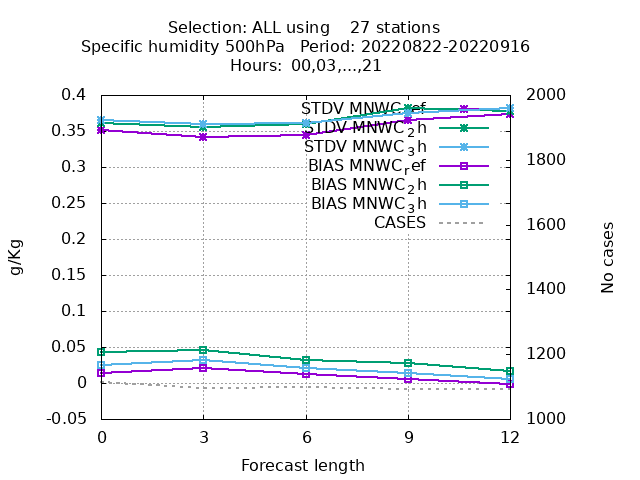 Selection: ALL using 27 stations
Specific humidity 500hPa Period: 20220822-20220916
Hours: 00,03,...,21
0.4
0.35
0.3
0.25
0.2
0.15
0.1
0.05
0
-0.05
g/Kg
STDV MNWC_ref
STDV MNWC_2h
STDV MNWC_3h
BIAS MNWC_ref
BIAS MNWC_2h
BIAS MNWC_3h
CASES
2000
1800
1600
1400
1200
1000
No cases
0 3 6 9 12
Forecast length